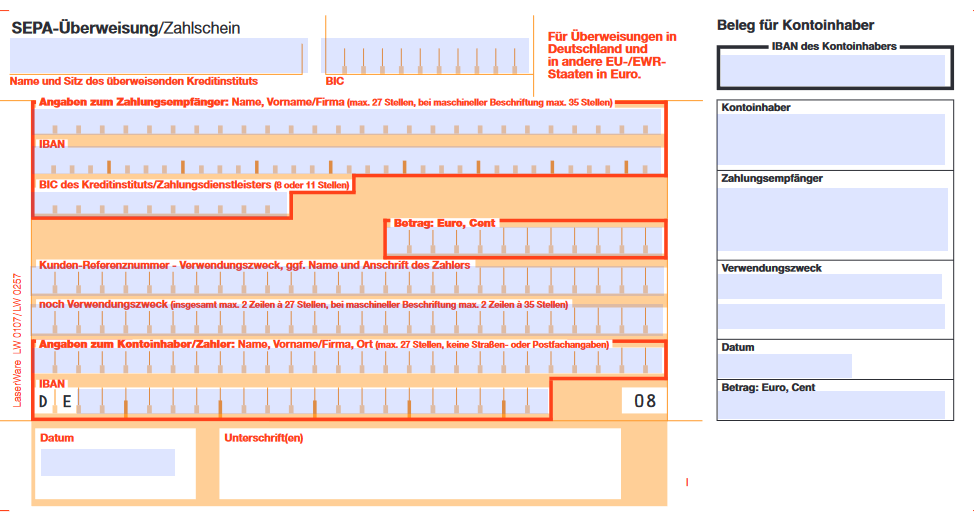 SEPA-Überweisung/Zahlschein
Name und Sitz des überweisenden Kreditinstituts
BIC
Für Überweisungen in
Deutschland und
in andere EU-/EWR-
Staaten in Euro.
Angaben zum Zahlungsempfänger: Name, Vorname/Firma (max. 27 Stellen, bei maschineller Beschriftung max. 35 Stellen)
IBAN
BIC des Kreditinstituts/Zahlungsdienstleisters (8 oder 11 Stellen)
Betrag: Euro, Cent
Kunden-Referenznummer - Verwendungszweck, ggf. Name und Anschrift des Zahlers
noch Verwendungszweck (insgesamt max. 2 Zeilen à 27 Stellen, bei maschineller Beschriftung max. 2 Zeilen à 35 Stellen)
Angaben zum Kontoinhaber/Zahler: Name, Vorname/Firma, Ort (max. 27 Stellen, keine Straßen- oder Postfachangaben)
IBAN
D E
08
Datum
Unterschrift(en)
LaserWare LW 0107/LW 0257
Beleg für Kontoinhaber
IBAN des Kontoinhabers
Kontoinhaber
Zahlungsempfänger
Verwendungszweck
Datum
Betrag: Euro, Cent